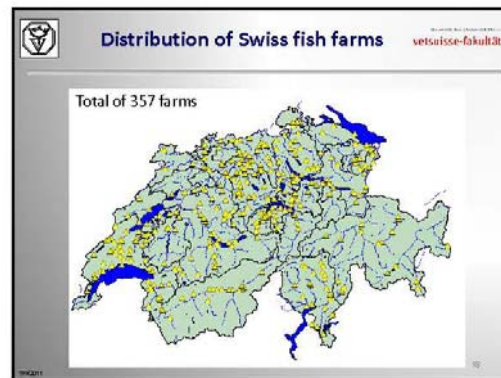 Distribution of Swiss fish farms
vetsuisse-fakultät
Total of 357 farms